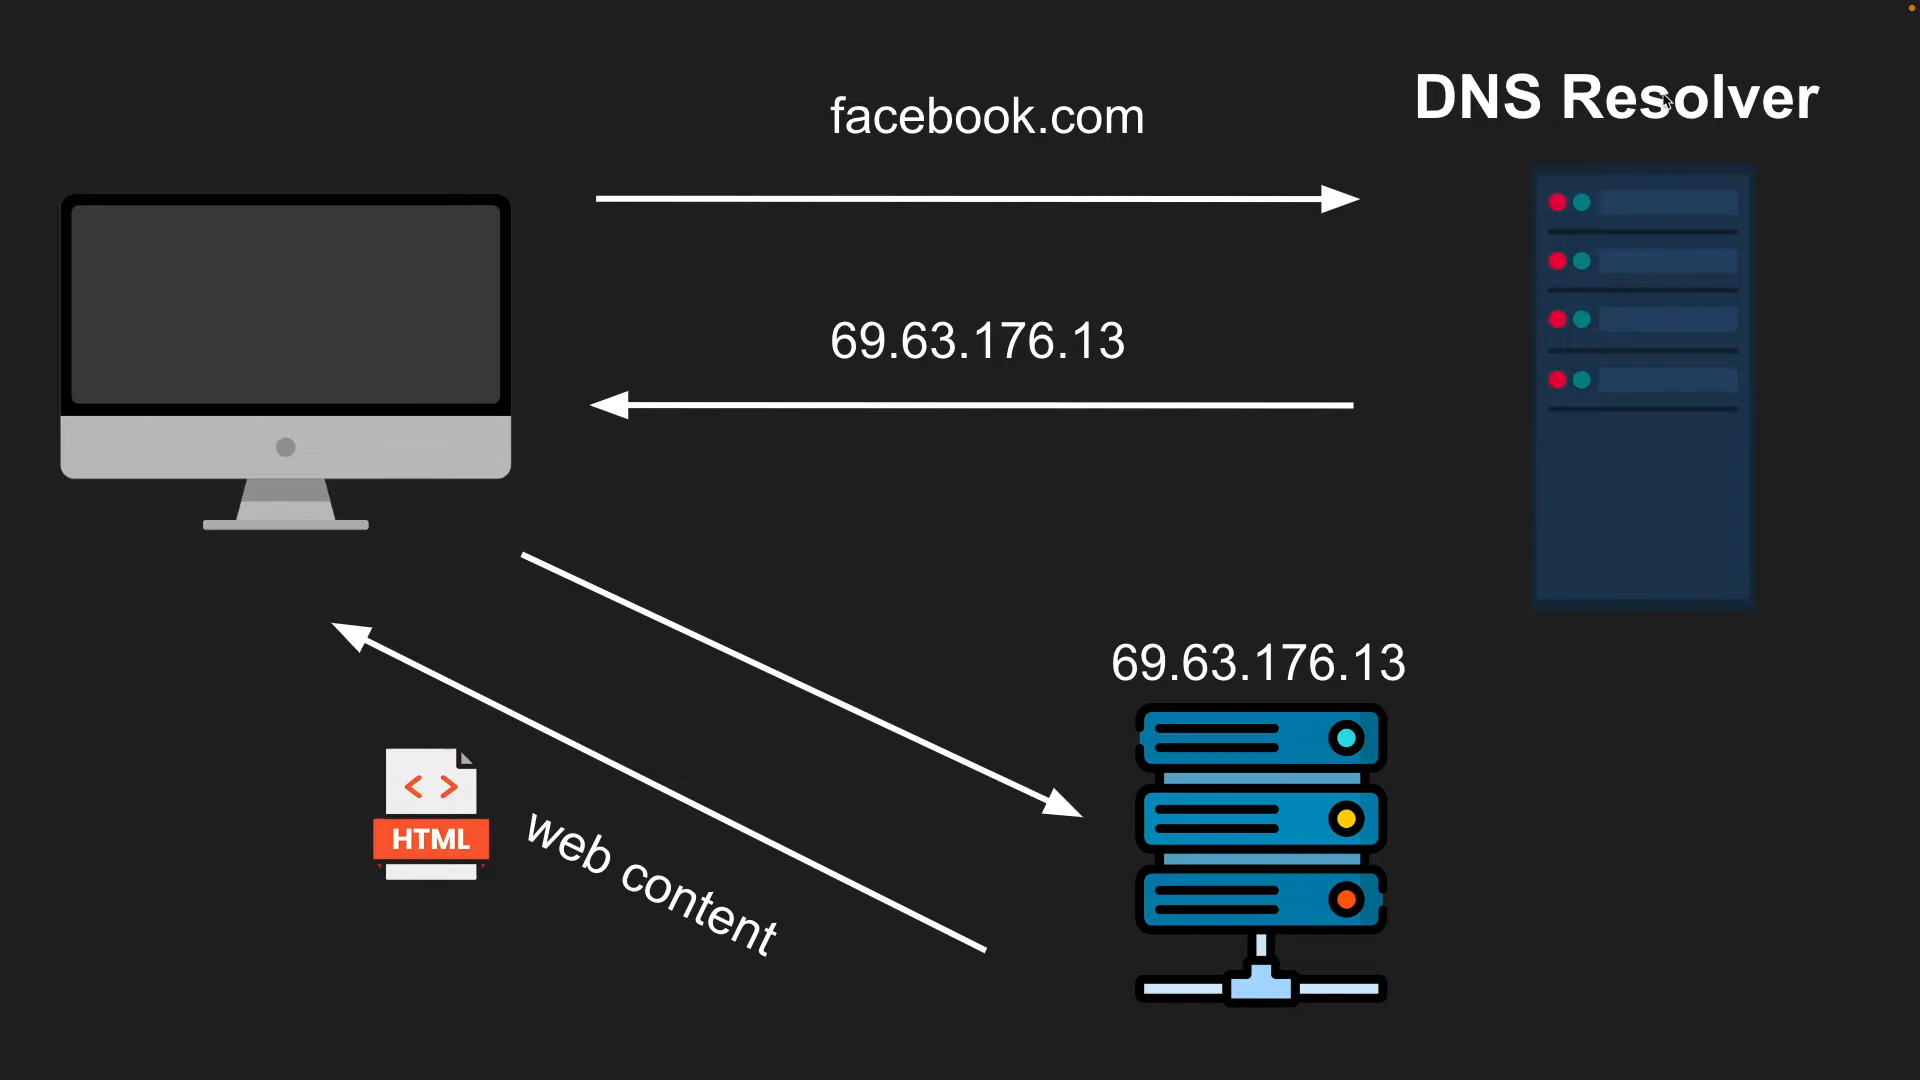 facebook.com
DNS Resolver
69.63.176.13
69.63.176.13
< >
HTML
web content